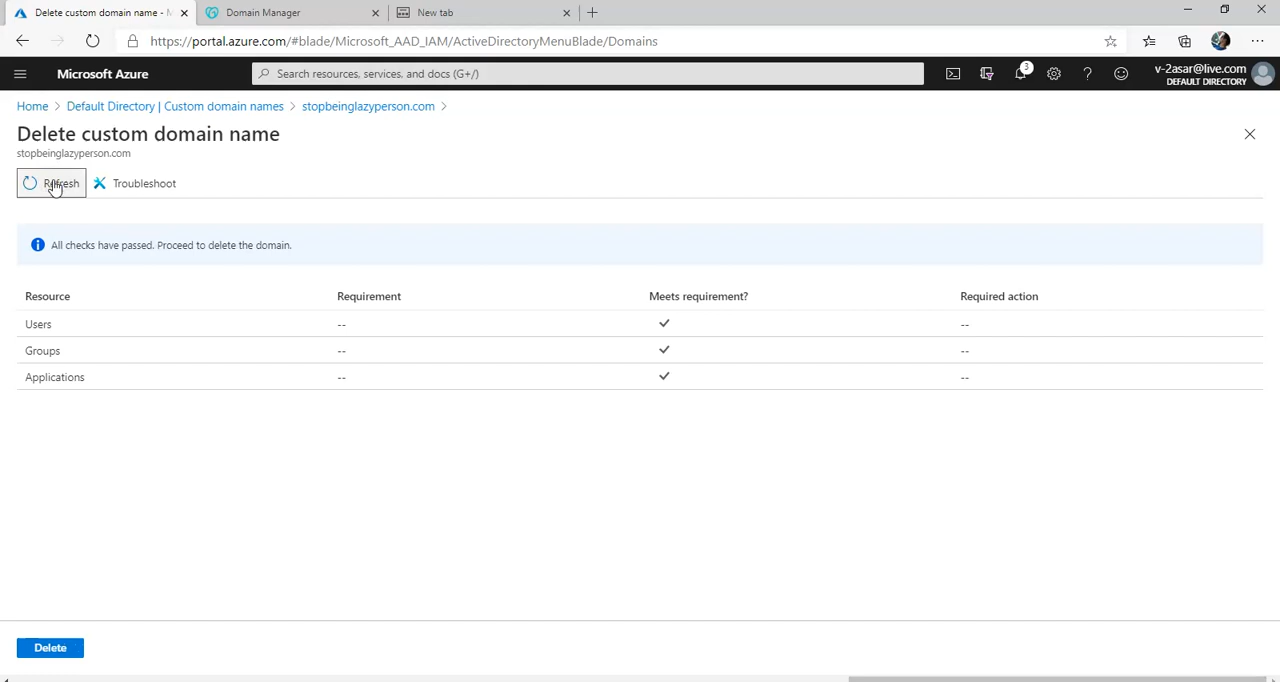 Delete custom domain name - M
Domain Manager
New tab
https://portal.azure.com/#blade/Microsoft_AAD_IAM/ActiveDirectoryMenuBlade/Domains
Microsoft Azure
Search resources, services, and docs (G+/)
3
v-2asar@live.com
DEFAULT DIRECTORY
Home > Default Directory | Custom domain names > stopbeinglazyperson.com >
Delete custom domain name
stopbeinglazyperson.com
Refresh Troubleshoot
All checks have passed. Proceed to delete the domain.
Resource Requirement Meets requirement? Required action
Users -- --
Groups -- --
Applications -- --
Delete